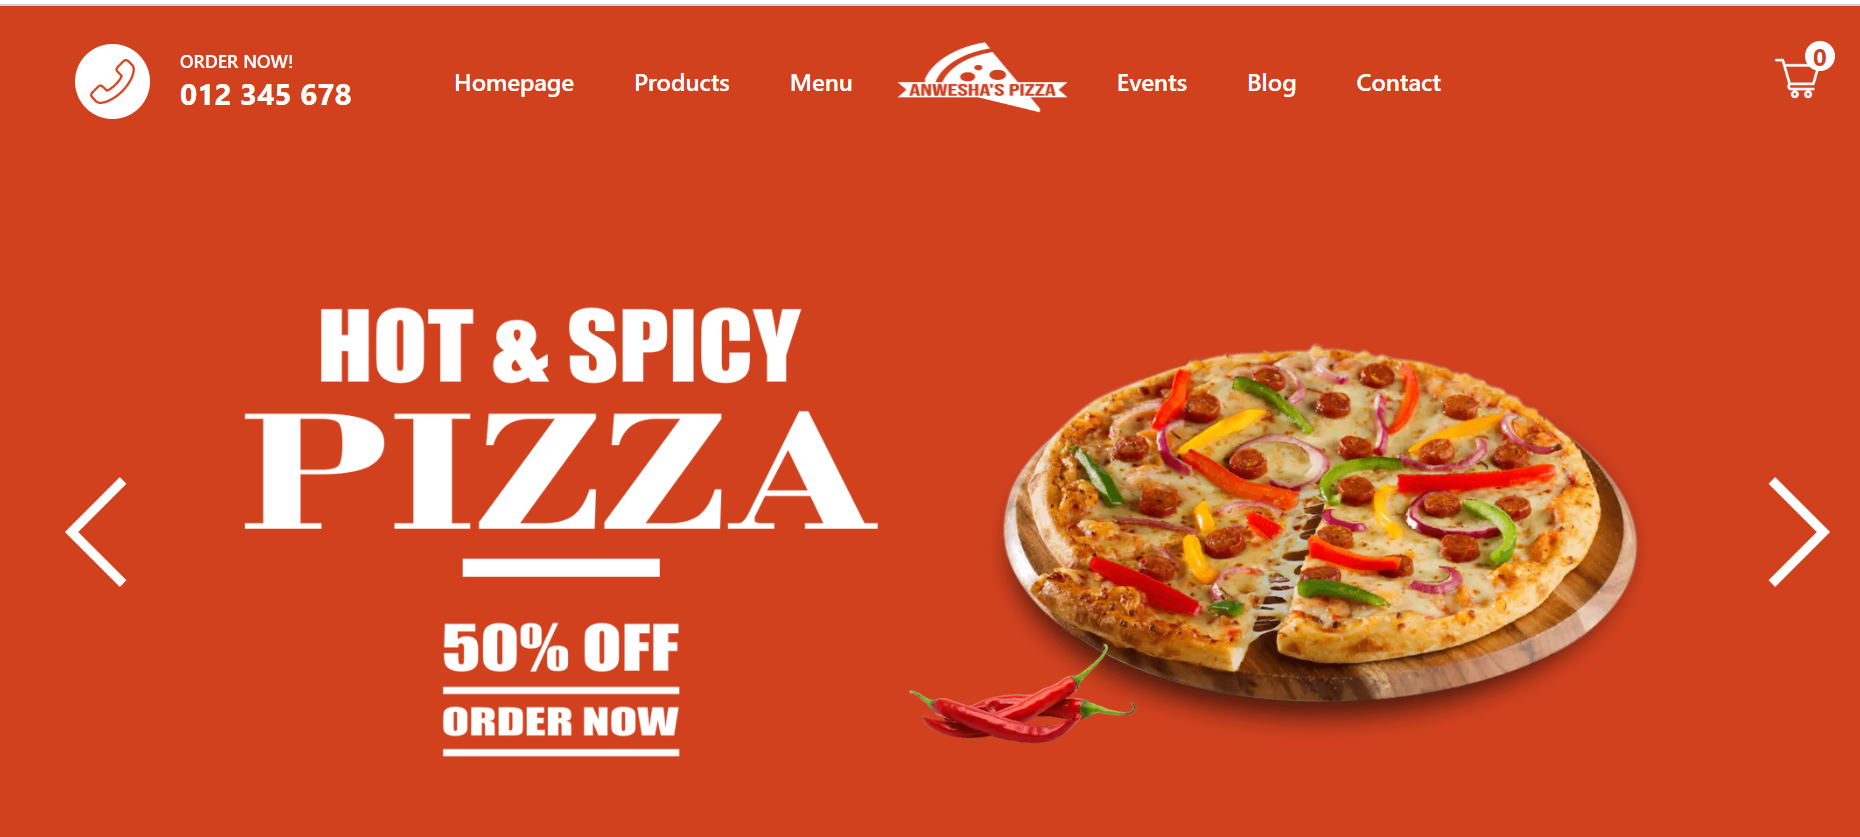 ORDER NOW!
012 345 678
Homepage
Products
Menu
ANWESHA'S PIZZA
Events
Blog
Contact
0
HOT & SPICY
PIZZA
50% OFF
ORDER NOW